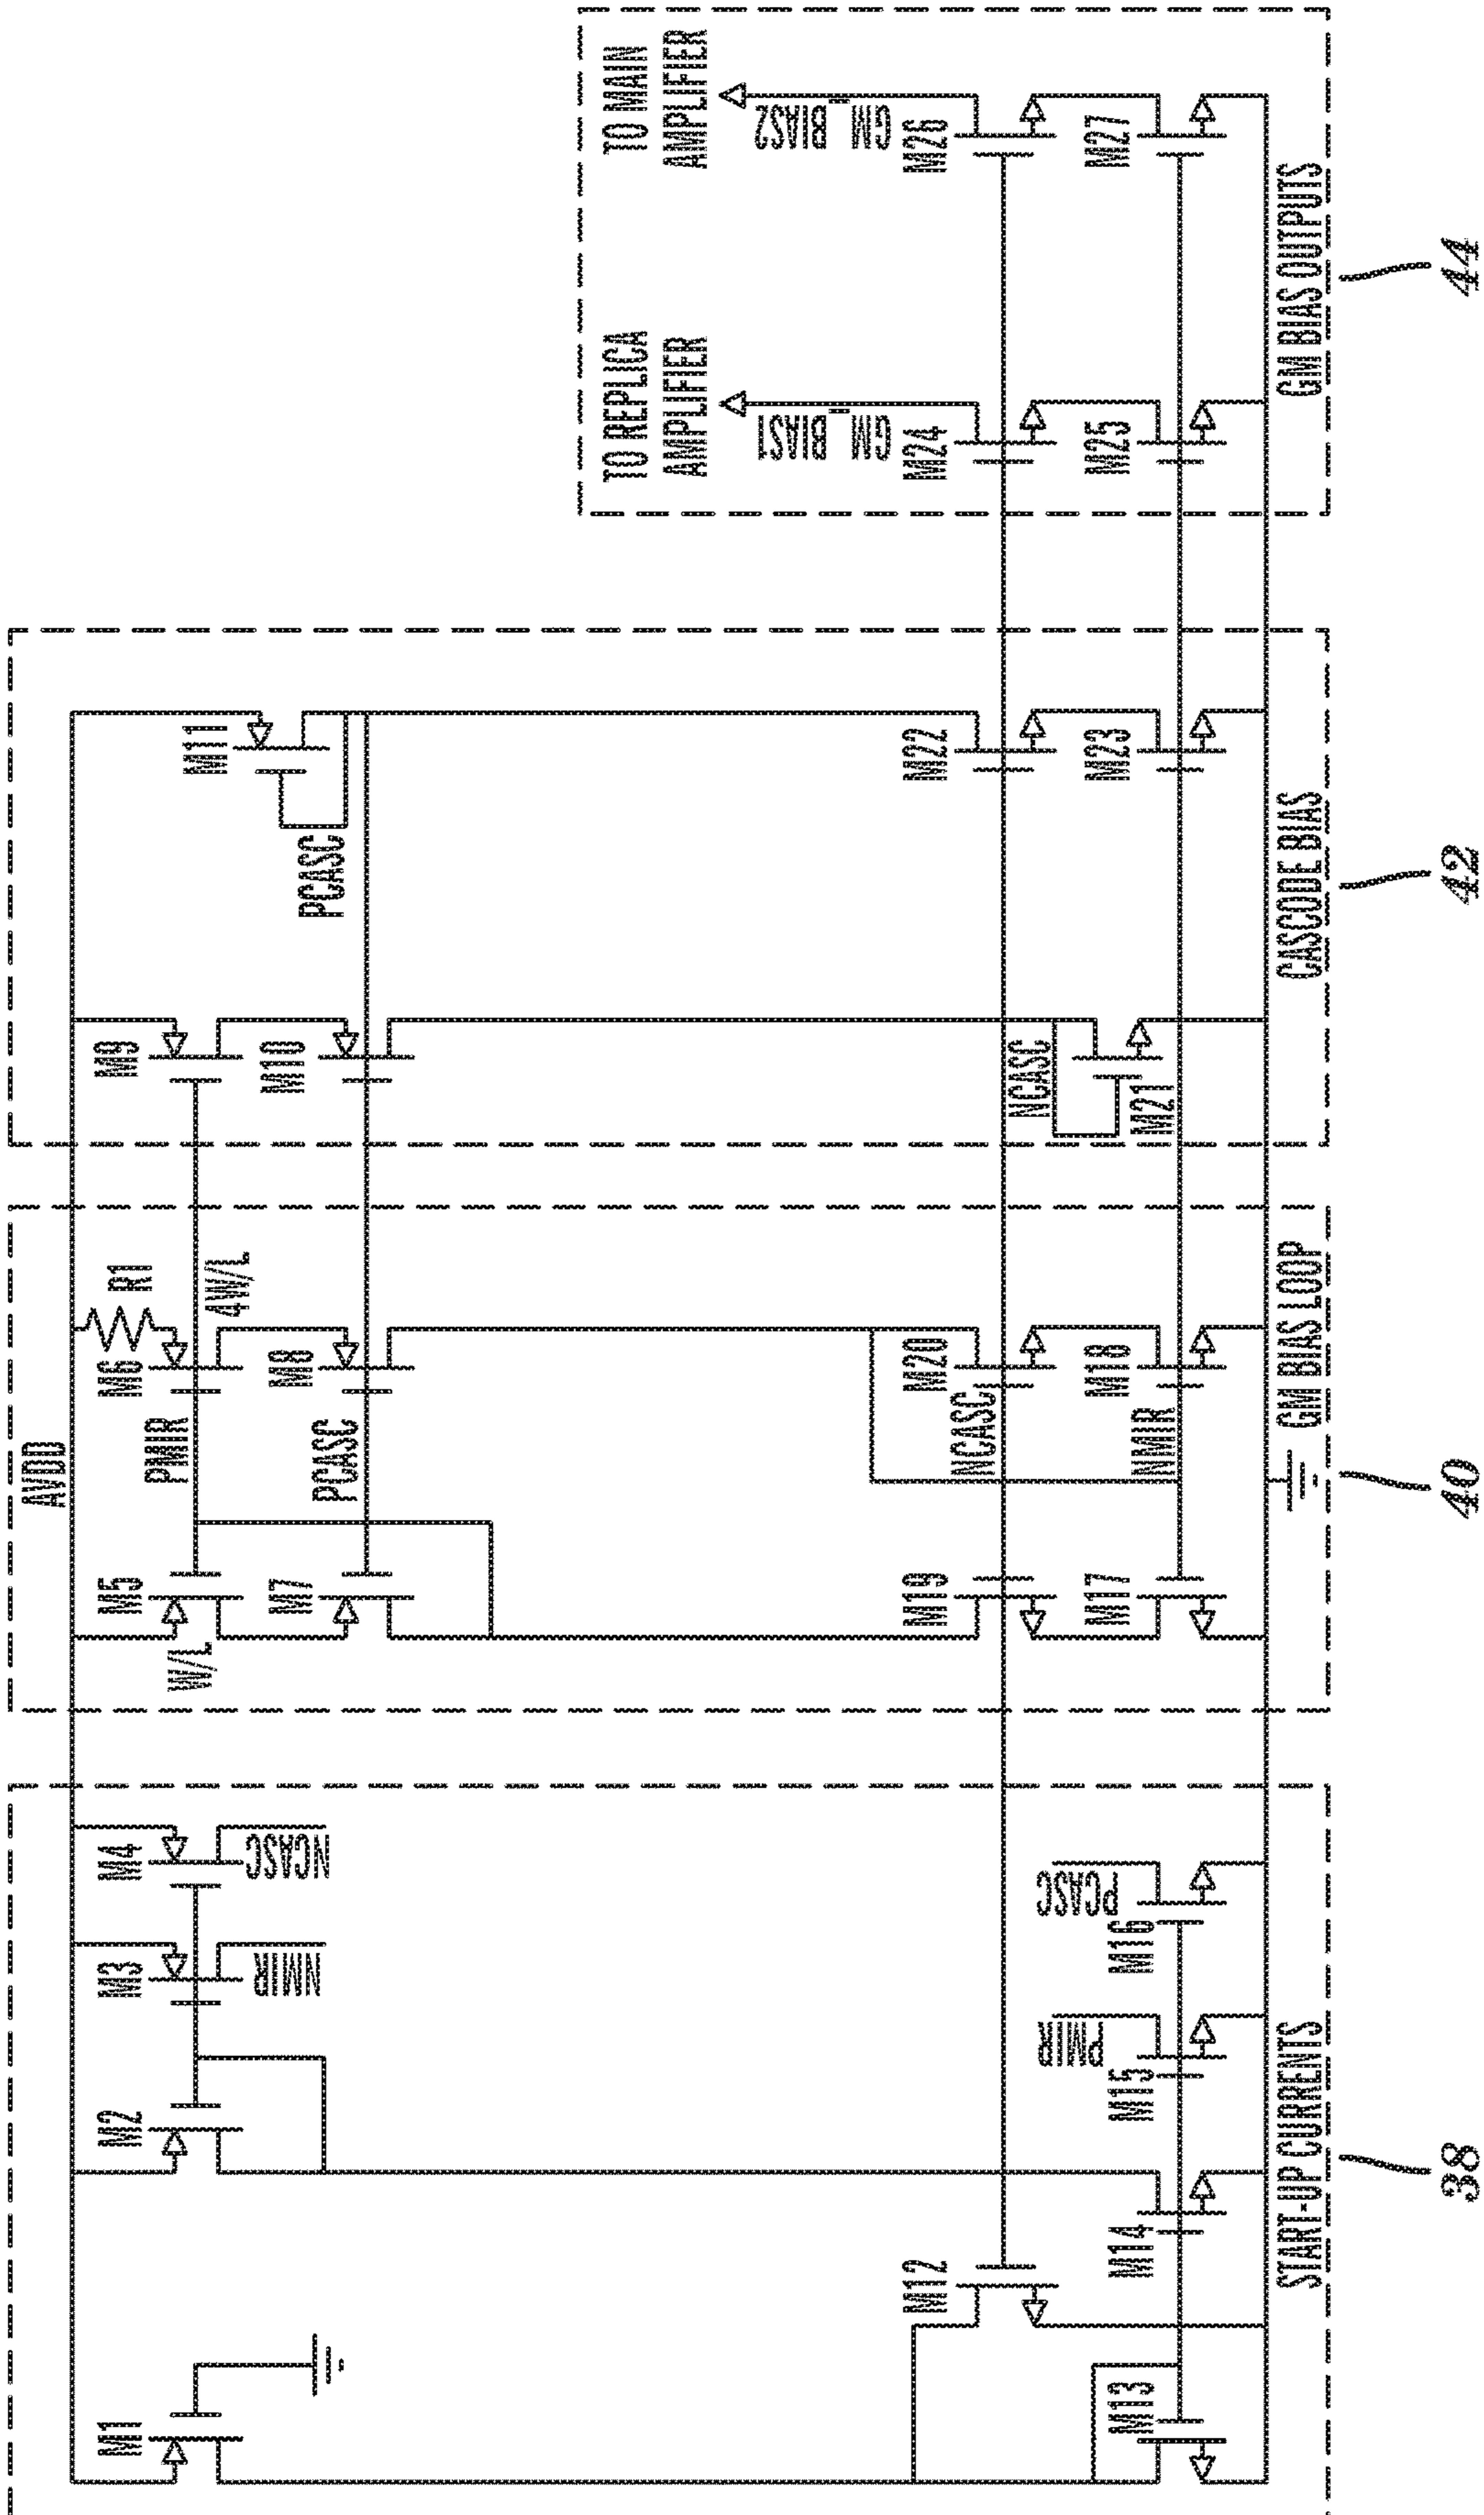 AVDD
M1
M2
M3
NMIR
M4
NCASC
M12
M13
M14
M15
PMIR
M16
PCASC
START-UP CURRENTS
38
M5
W/L
PMIR
M6
R1
4W/L
M7
PCASC
M8
M19
NCASC
M20
M17
NMIR
M18
GM BIAS LOOP
40
M9
M10
M11
PCASC
NCASC
M21
M22
M23
CASCODE BIAS
42
TO REPLICA
AMPLIFIER
GM_BIAS1
M24
M25
TO MAIN
AMPLIFIER
GM_BIAS2
M26
M27
GM BIAS OUTPUTS
44